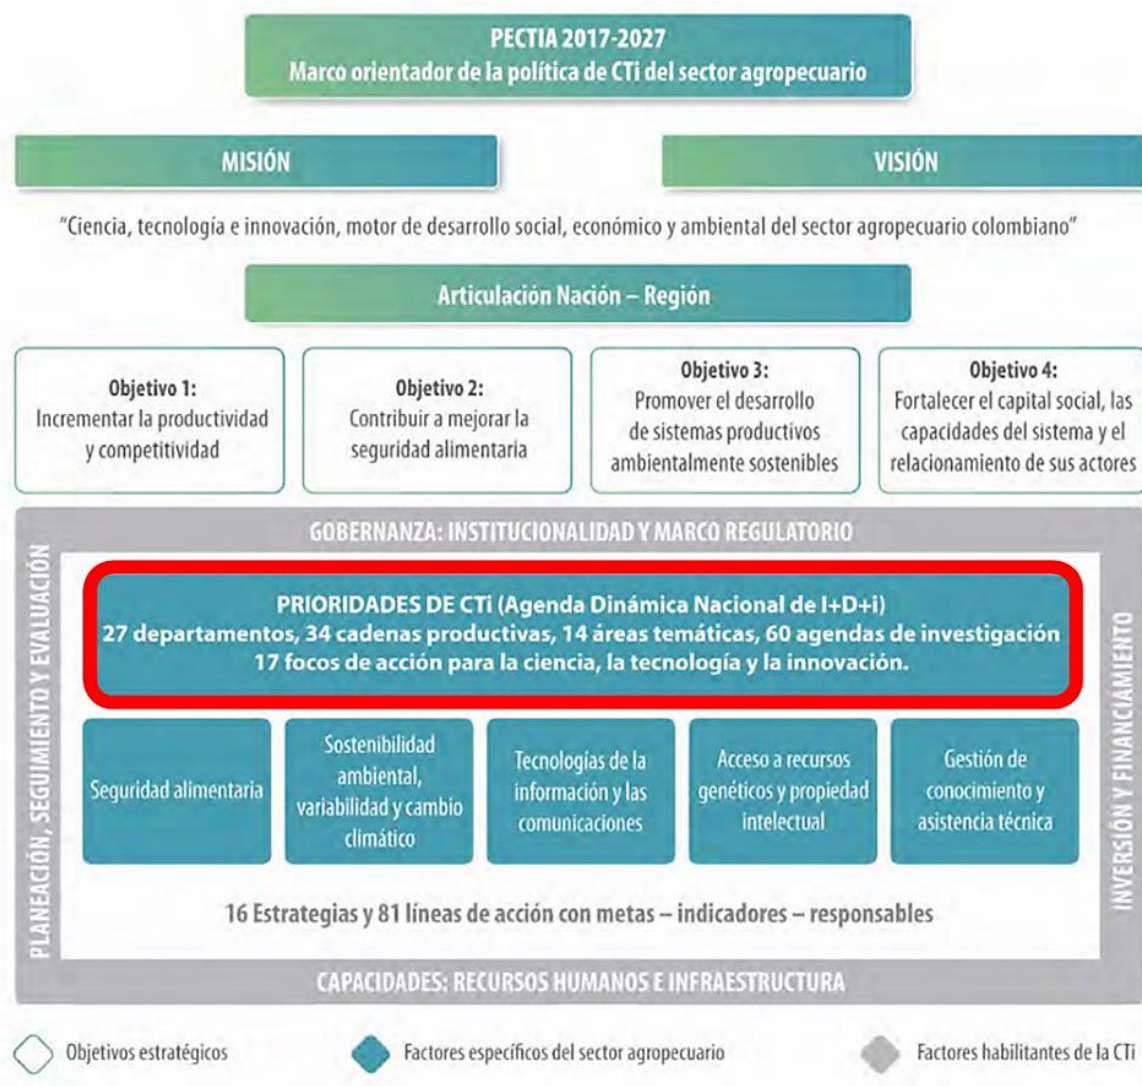 PECTIA 2017-2027
Marco orientador de la política de CTi del sector agropecuario
MISIÓN
VISIÓN
"Ciencia, tecnología e innovación, motor de desarrollo social, económico y ambiental del sector agropecuario colombiano"
Articulación Nación – Región
Objetivo 1:
Incrementar la productividad
y competitividad
Objetivo 2:
Contribuir a mejorar la
seguridad alimentaria
Objetivo 3:
Promover el desarrollo
de sistemas productivos
ambientalmente sostenibles
Objetivo 4:
Fortalecer el capital social, las
capacidades del sistema y el
relacionamiento de sus actores
GOBERNANZA: INSTITUCIONALIDAD Y MARCO REGULATORIO
PLANEACIÓN, SEGUIMIENTO Y EVALUACIÓN
PRIORIDADES DE CTi (Agenda Dinámica Nacional de I+D+i)
27 departamentos, 34 cadenas productivas, 14 áreas temáticas, 60 agendas de investigación
17 focos de acción para la ciencia, la tecnología y la innovación.
Seguridad alimentaria
Sostenibilidad
ambiental,
variabilidad y cambio
climático
Tecnologías de la
información y las
comunicaciones
Acceso a recursos
genéticos y propiedad
intelectual
Gestión de
conocimiento y
asistencia técnica
INVERSIÓN Y FINANCIAMIENTO
16 Estrategias y 81 líneas de acción con metas – indicadores – responsables
CAPACIDADES: RECURSOS HUMANOS E INFRAESTRUCTURA
Objetivos estratégicos
Factores específicos del sector agropecuario
Factores habilitantes de la CTi